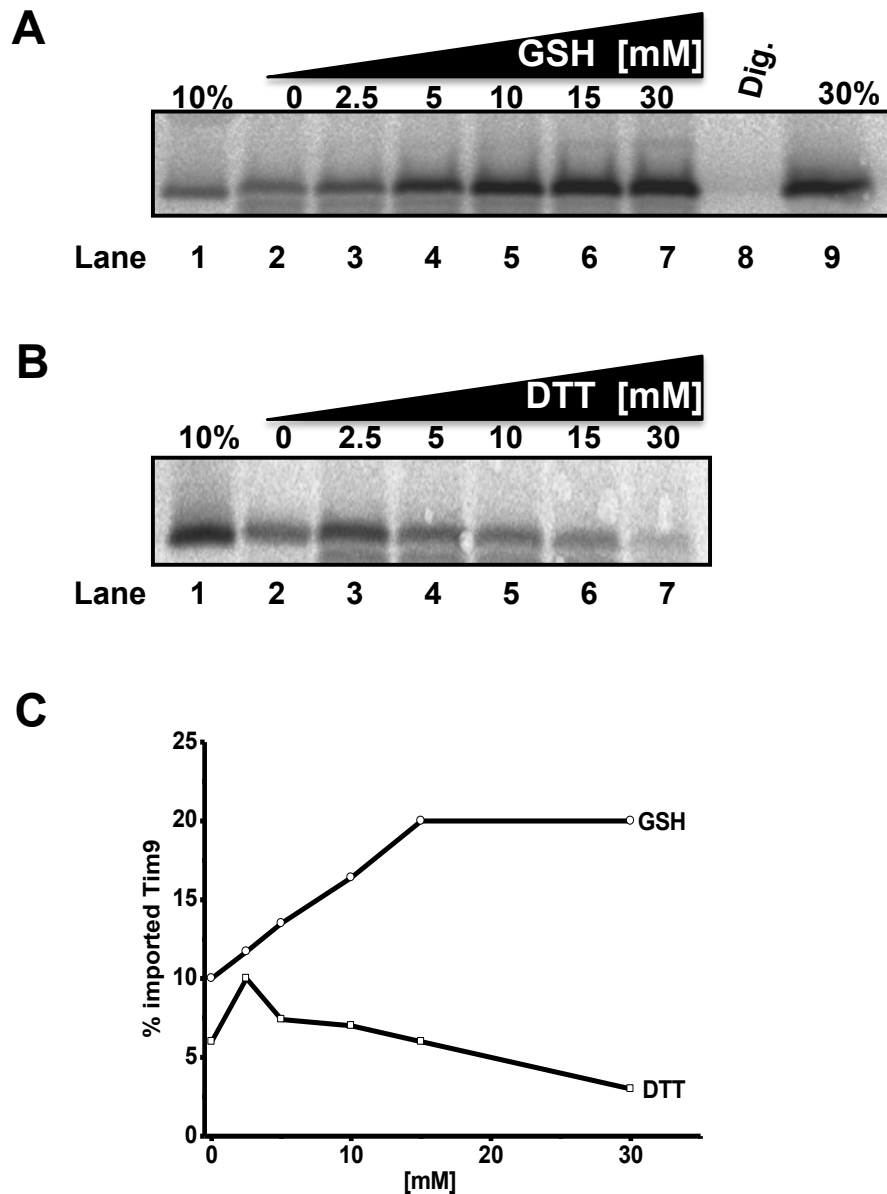 A
GSH [mM]
Dig.
10% 0 2.5 5 10 15 30 30%
Lane 1 2 3 4 5 6 7 8 9
B
DTT [mM]
10% 0 2.5 5 10 15 30
Lane 1 2 3 4 5 6 7
C
% imported Tim9
25
20
15
10
5
0
GSH
DTT
0 10 20 30
[mM]